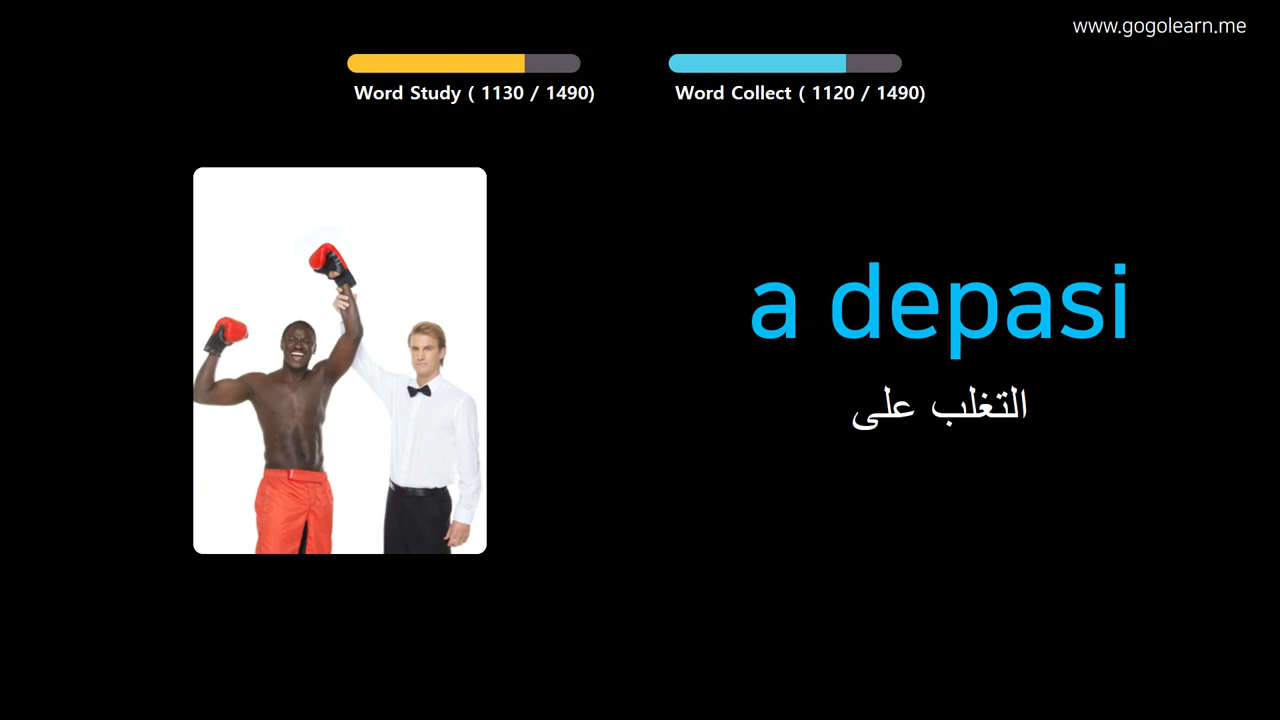 www.gogolearn.me
Word Study ( 1130 / 1490)
Word Collect ( 1120 / 1490)
a depasi
التغلب على